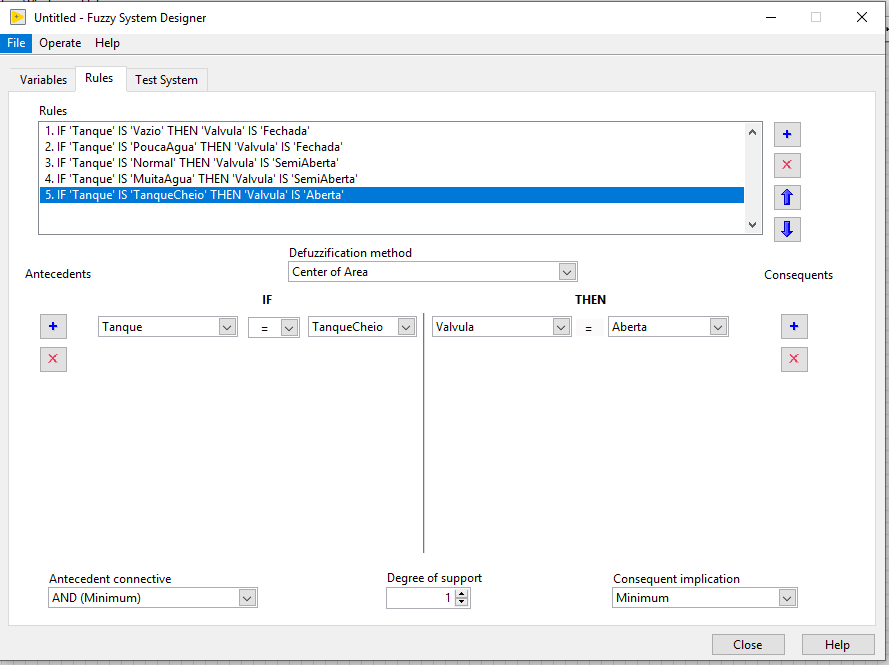 Untitled - Fuzzy System Designer
File Operate Help
Variables Rules Test System
Rules
1. IF 'Tanque' IS 'Vazio' THEN 'Valvula' IS 'Fechada'
2. IF 'Tanque' IS 'PoucaAgua' THEN 'Valvula' IS 'Fechada'
3. IF 'Tanque' IS 'Normal' THEN 'Valvula' IS 'SemiAberta'
4. IF 'Tanque' IS 'MuitaAgua' THEN 'Valvula' IS 'SemiAberta'
5. IF 'Tanque' IS 'TanqueCheio' THEN 'Valvula' IS 'Aberta'
Defuzzification method
Center of Area
Antecedents
Consequents
IF THEN
Tanque = TanqueCheio Valvula = Aberta
Antecedent connective Degree of support Consequent implication
AND (Minimum) 1 Minimum
Close Help